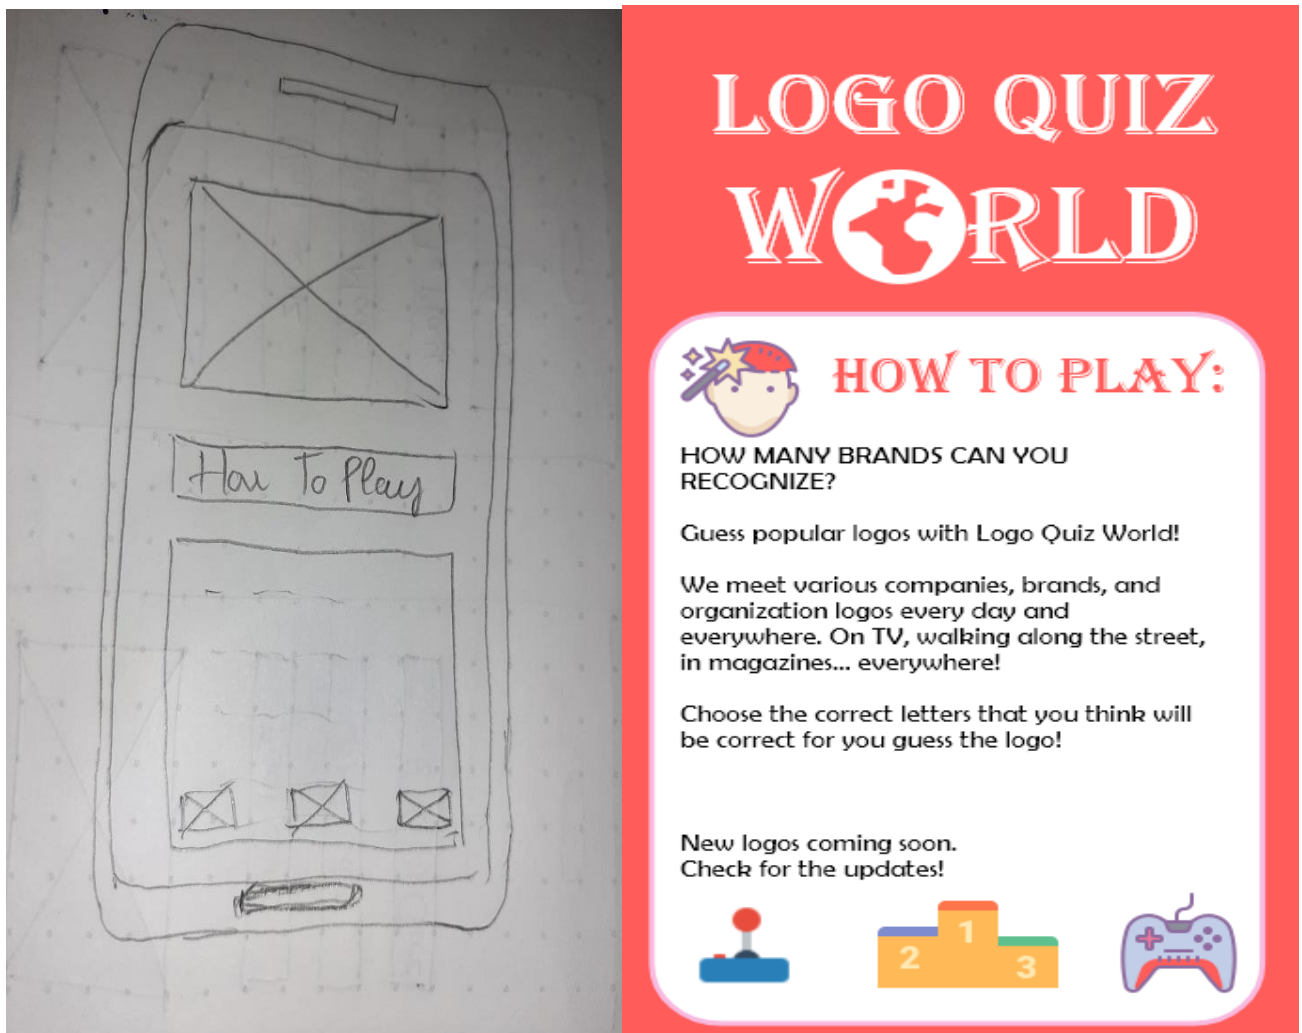 How To Play
LOGO QUIZ
WORLD
HOW TO PLAY:
HOW MANY BRANDS CAN YOU
RECOGNIZE?
Guess popular logos with Logo Quiz World!
We meet various companies, brands, and
organization logos every day and
everywhere. On TV, walking along the street,
in magazines... everywhere!
Choose the correct letters that you think will
be correct for you guess the logo!
New logos coming soon.
Check for the updates!
1
2
3